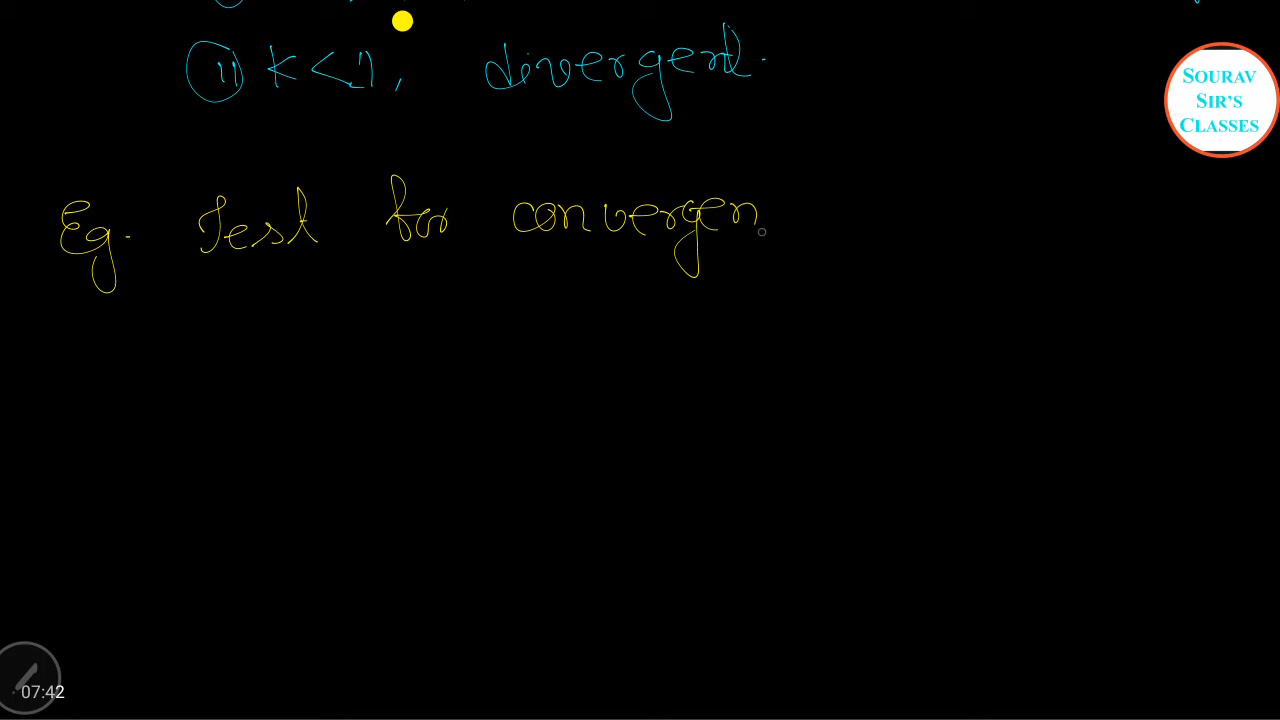 (ii) K<1, divergent.
SOURAV
SIR'S
CLASSES
Eg. Test for convergen
07:42